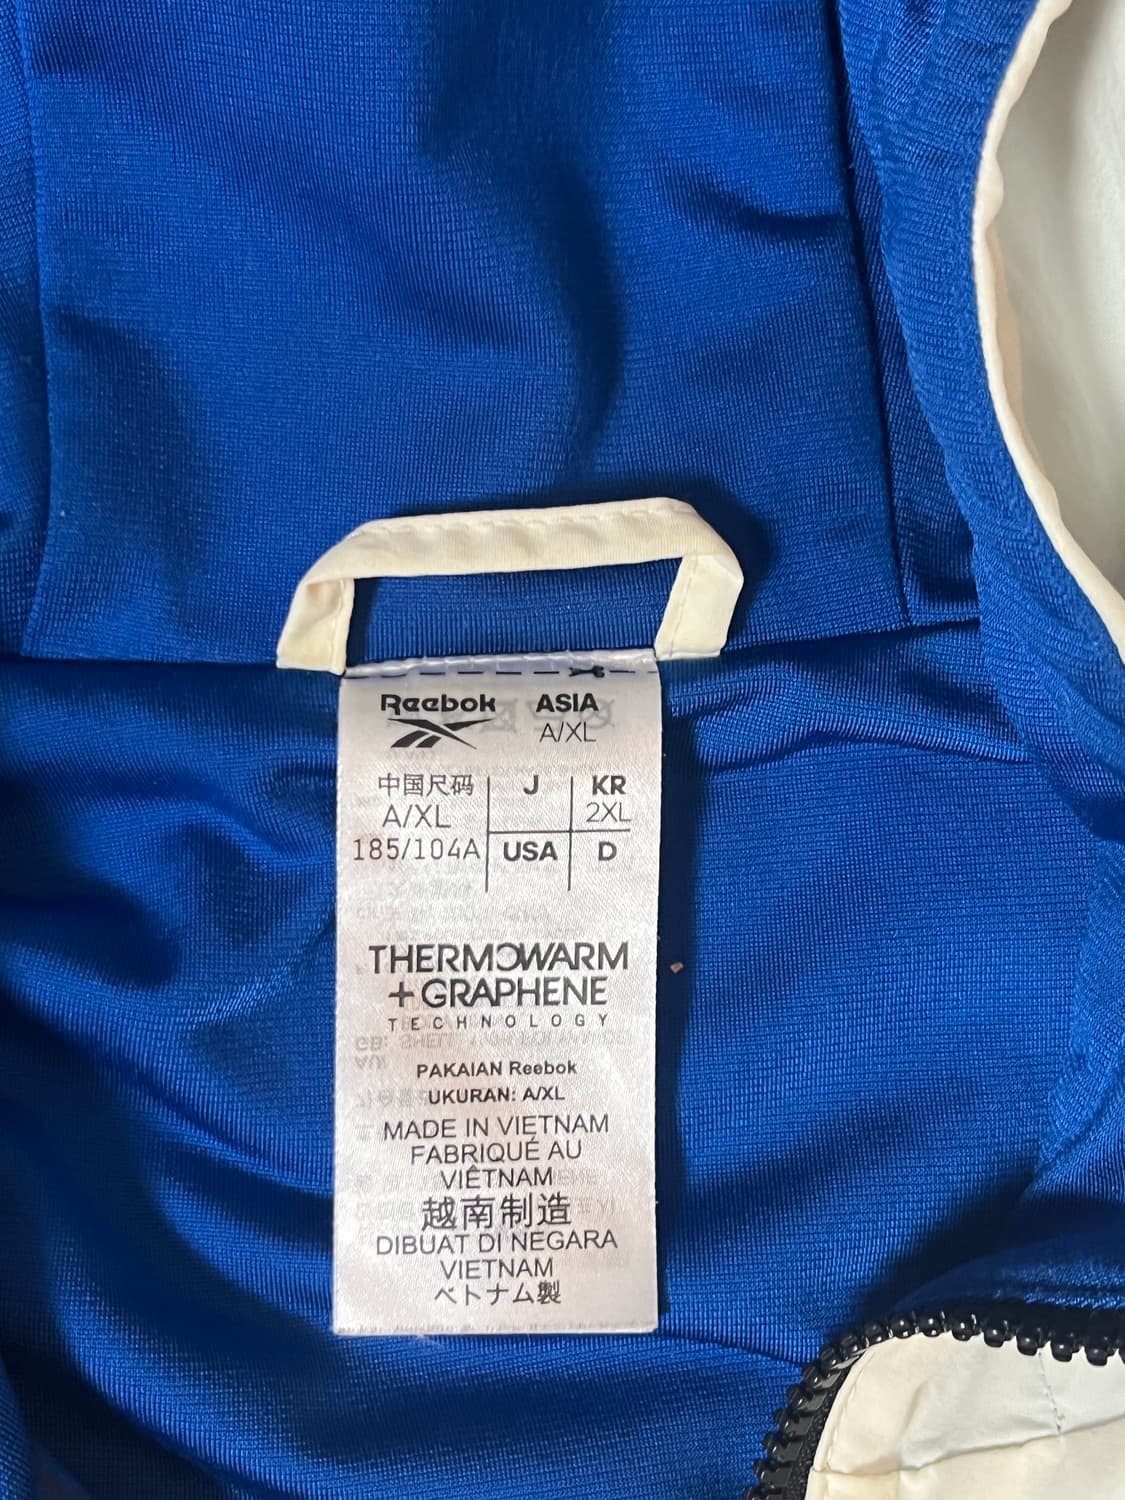 Reebok ASIA
A/XL
中国尺码 J KR
A/XL 2XL
185/104A USA D
THERMOWARM
+GRAPHENE
TECHNOLOGY
PAKAIAN Reebok
UKURAN: A/XL
MADE IN VIETNAM
FABRIQUÉ AU
VIÊTNAM
越南制造
DIBUAT DI NEGARA
VIETNAM
ベトナム製